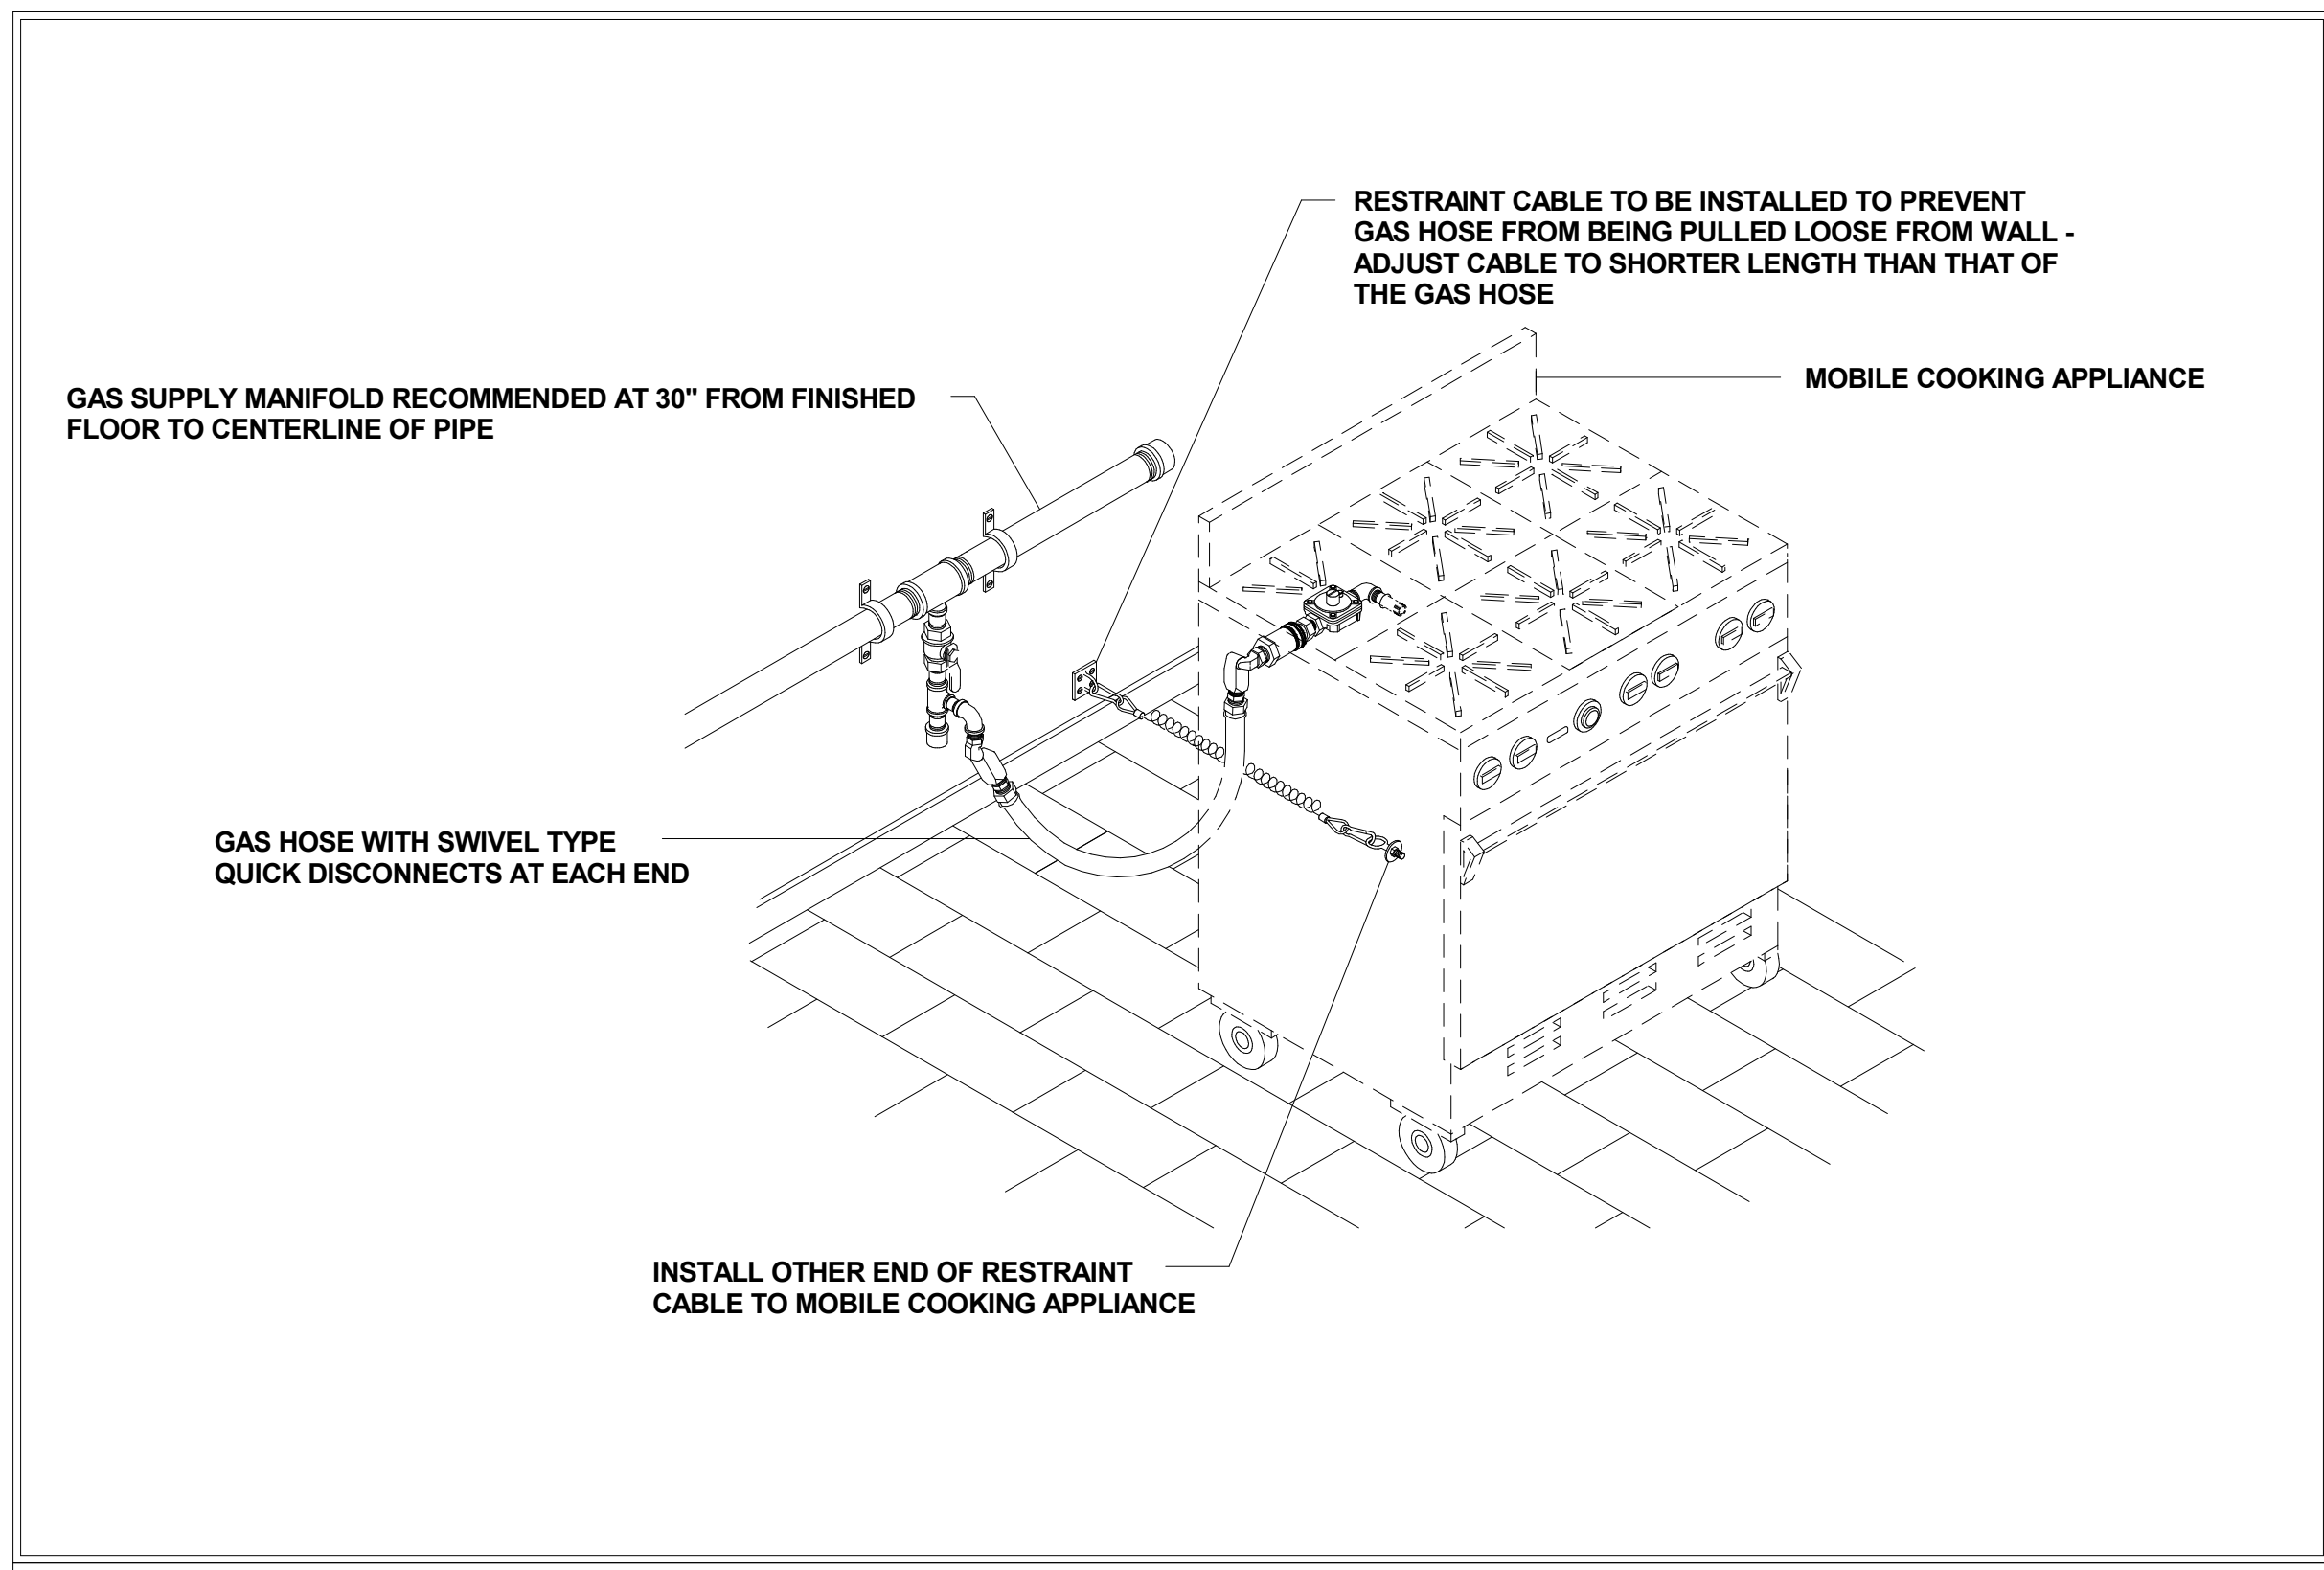 RESTRAINT CABLE TO BE INSTALLED TO PREVENT
GAS HOSE FROM BEING PULLED LOOSE FROM WALL -
ADJUST CABLE TO SHORTER LENGTH THAN THAT OF
THE GAS HOSE
MOBILE COOKING APPLIANCE
GAS SUPPLY MANIFOLD RECOMMENDED AT 30" FROM FINISHED
FLOOR TO CENTERLINE OF PIPE
GAS HOSE WITH SWIVEL TYPE
QUICK DISCONNECTS AT EACH END
INSTALL OTHER END OF RESTRAINT
CABLE TO MOBILE COOKING APPLIANCE